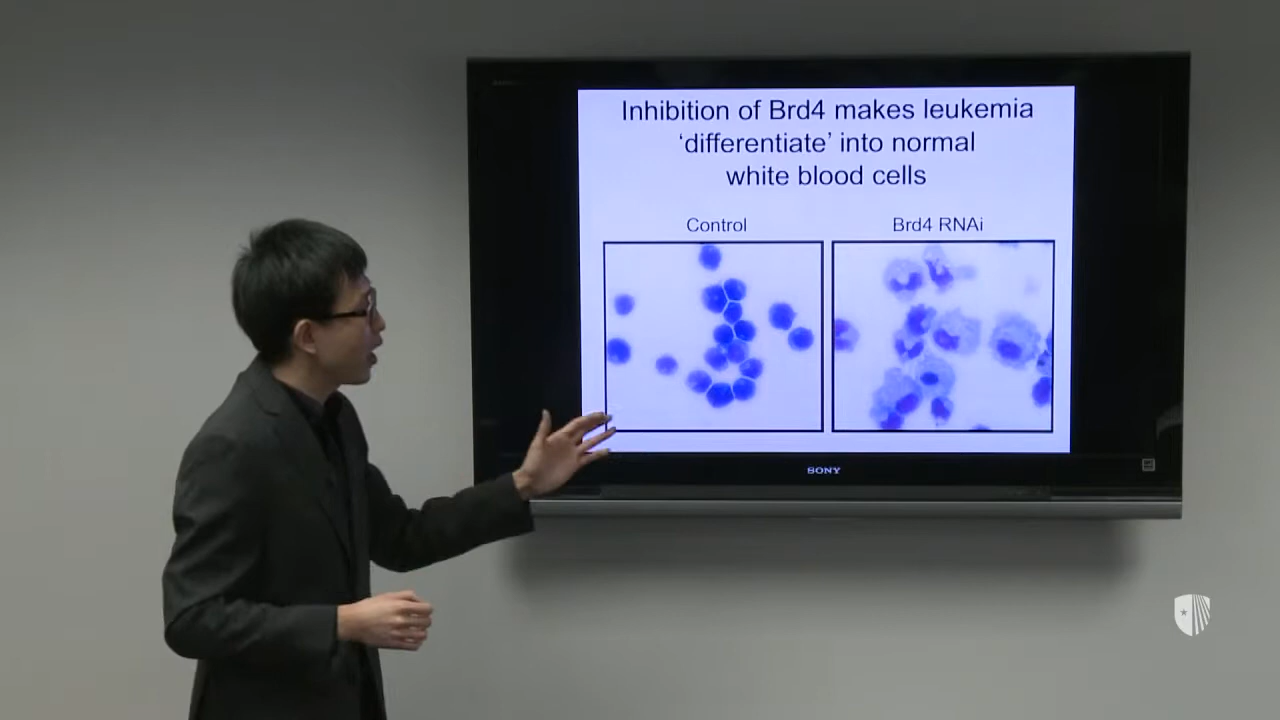 Inhibition of Brd4 makes leukemia
‘differentiate’ into normal
white blood cells
Control
Brd4 RNAi
SONY